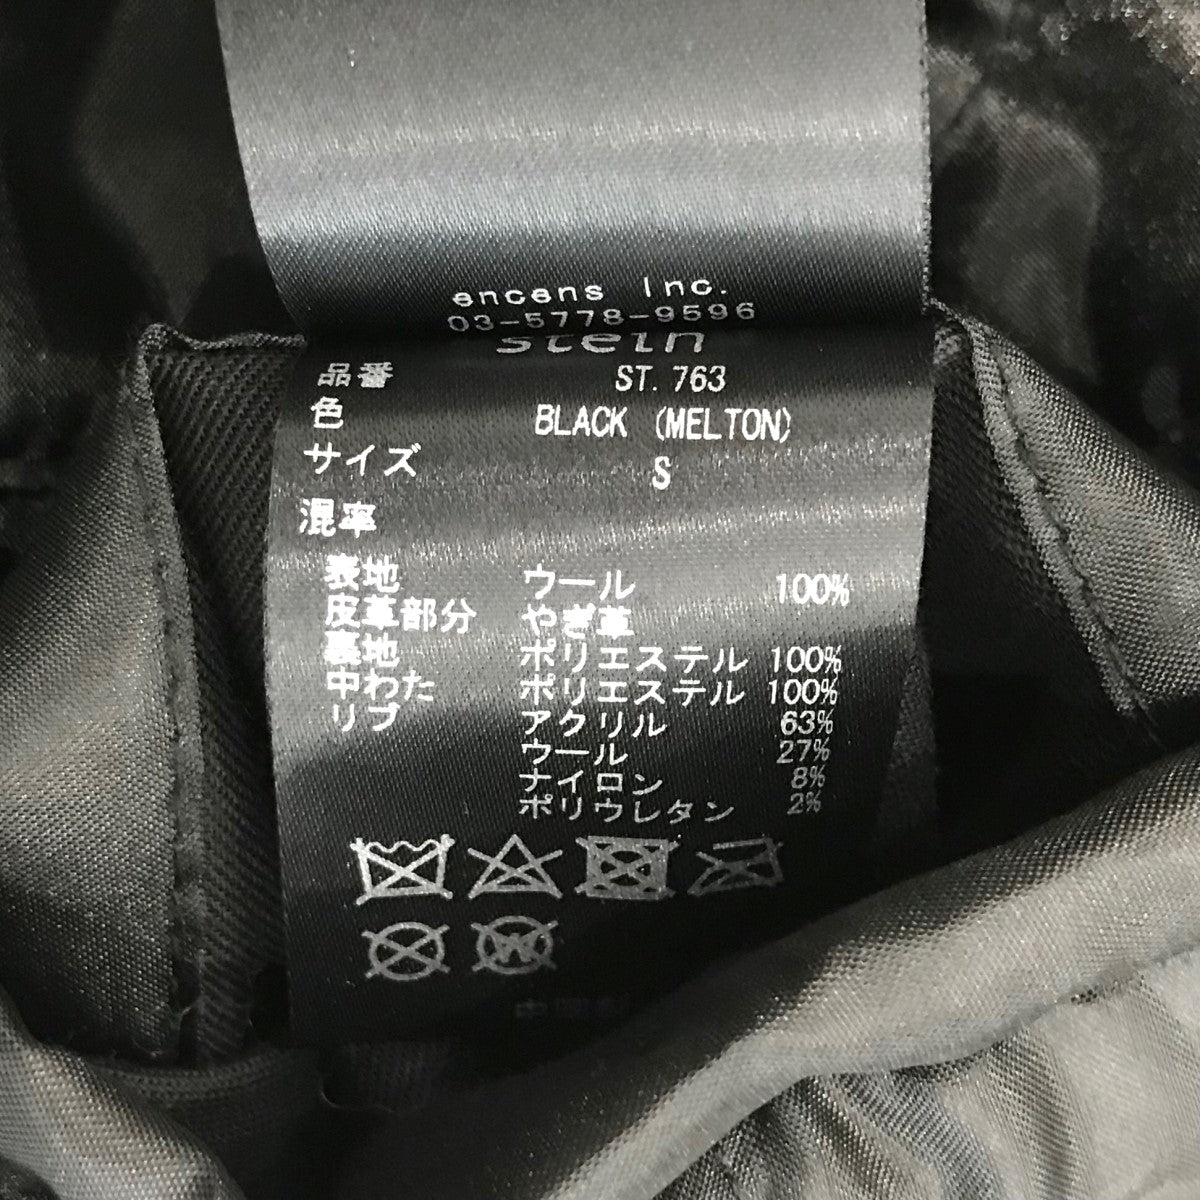 encens Inc.
03-5778-9596
stein
品番 ST. 763
色 BLACK (MELTON)
サイズ S
混率
表地 ウール 100%
皮革部分 やぎ革
裏地 ポリエステル 100%
中わた ポリエステル 100%
リブ アクリル 63%
ウール 27%
ナイロン 8%
ポリウレタン 2%
W